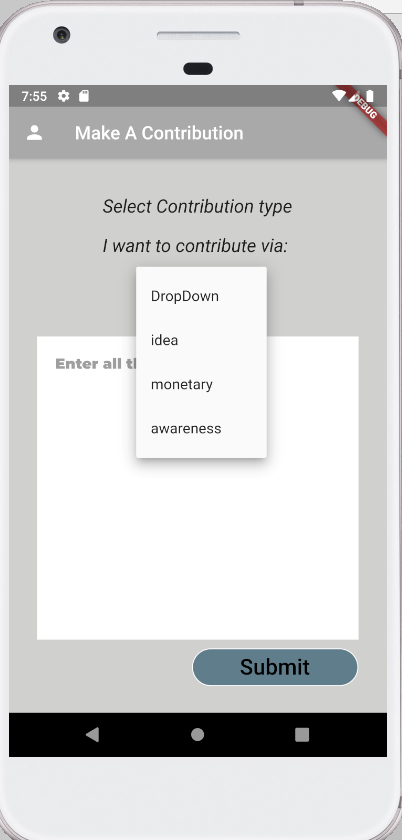 7:55
DEBUG
Make A Contribution
Select Contribution type
I want to contribute via:
DropDown
idea
monetary
awareness
Enter all
Submit